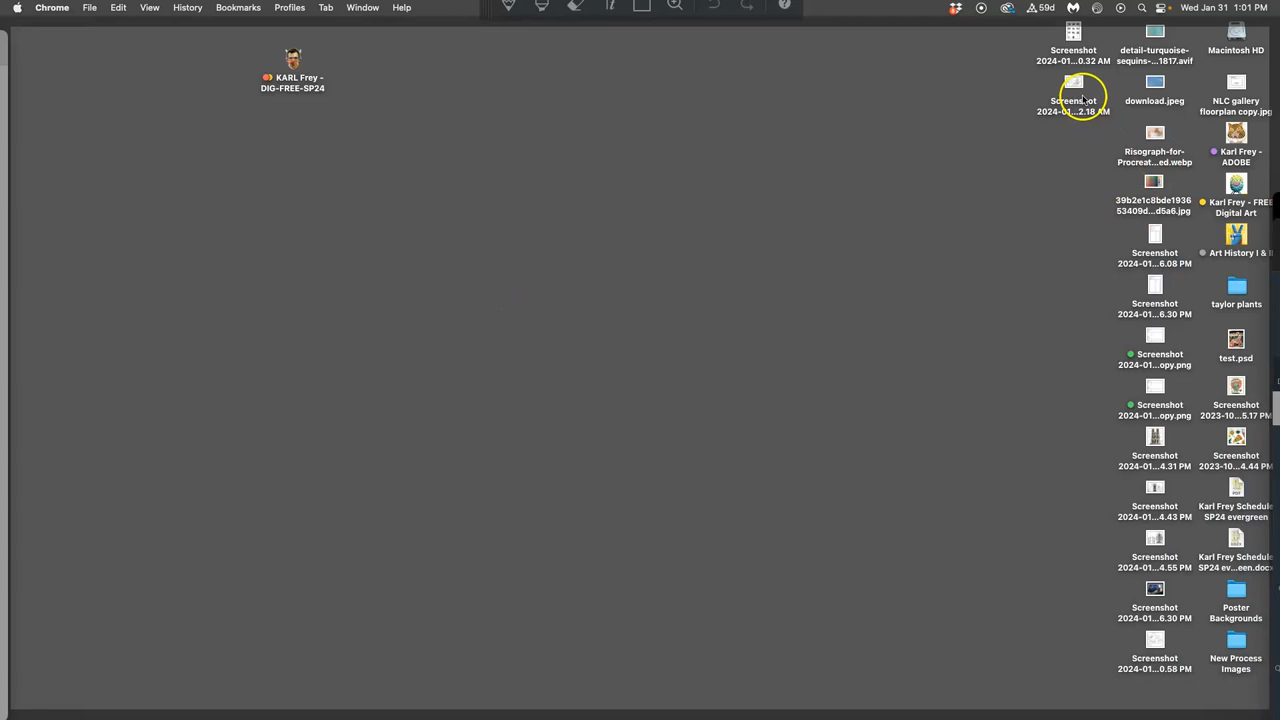 Chrome File Edit View History Bookmarks Profiles Tab Window Help
59d
Wed Jan 31 1:01 PM
KARL Frey -
DIG-FREE-SP24
Screenshot
2024-01...0.32 AM
Screenshot
2024-01...2.18 AM
detail-turquoise-
sequins-...1817.avif
download.jpeg
Risograph-for-
Procreat...ed.webp
39b2e1c8bde1936
53409d...d5a6.jpg
Screenshot
2024-01...6.08 PM
Screenshot
2024-01...6.30 PM
Screenshot
2024-01...opy.png
Screenshot
2024-01...opy.png
Screenshot
2024-01...4.31 PM
Screenshot
2024-01...4.43 PM
Screenshot
2024-01...4.55 PM
Screenshot
2024-01...6.30 PM
Screenshot
2024-01...0.58 PM
Macintosh HD
NLC gallery
floorplan copy.jpg
Karl Frey -
ADOBE
Karl Frey - FREE
Digital Art
Art History I & II
taylor plants
test.psd
Screenshot
2023-10...5.17 PM
Screenshot
2023-10...4.44 PM
PDF
Karl Frey Schedule
SP24 evergreen
Karl Frey Schedule
SP24 ev...een.docx
Poster
Backgrounds
New Process
Images